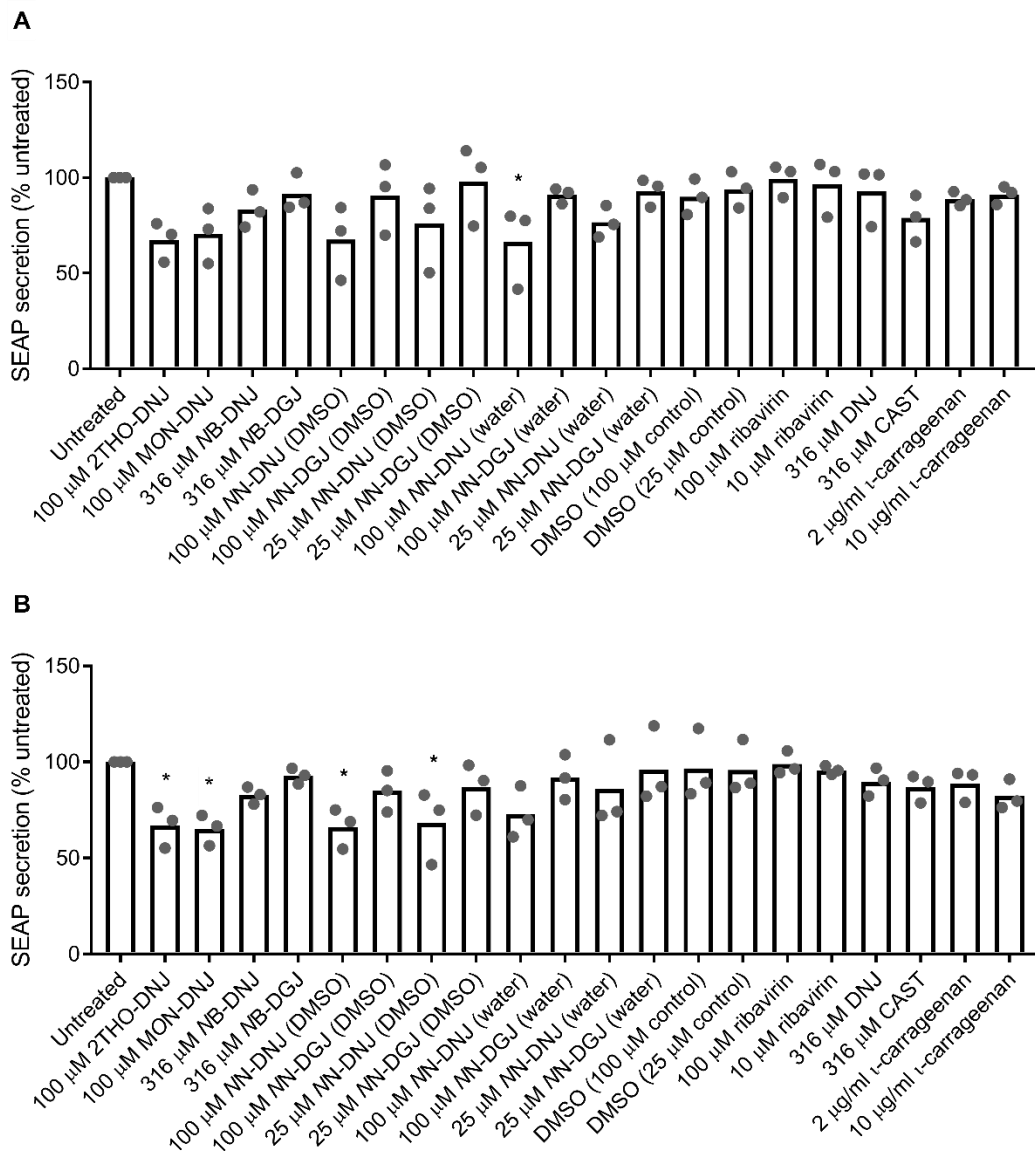 A
SEAP secretion (% untreated)
150
100
50
0
*
Untreated
100 μM 2THO-DNJ
100 μM MON-DNJ
316 μM NB-DNJ
316 μM NB-DGJ
100 μM NN-DNJ (DMSO)
100 μM NN-DGJ (DMSO)
25 μM NN-DNJ (DMSO)
25 μM NN-DGJ (DMSO)
100 μM NN-DNJ (water)
100 μM NN-DGJ (water)
25 μM NN-DNJ (water)
25 μM NN-DGJ (water)
DMSO (100 μM control)
DMSO (25 μM control)
100 μM ribavirin
10 μM ribavirin
316 μM DNJ
316 μM CAST
2 μg/ml ι-carrageenan
10 μg/ml ι-carrageenan
B
SEAP secretion (% untreated)
150
100
50
0
*
*
*
*
Untreated
100 μM 2THO-DNJ
100 μM MON-DNJ
316 μM NB-DNJ
316 μM NB-DGJ
100 μM NN-DNJ (DMSO)
100 μM NN-DGJ (DMSO)
25 μM NN-DNJ (DMSO)
25 μM NN-DGJ (DMSO)
100 μM NN-DNJ (water)
100 μM NN-DGJ (water)
25 μM NN-DNJ (water)
25 μM NN-DGJ (water)
DMSO (100 μM control)
DMSO (25 μM control)
100 μM ribavirin
10 μM ribavirin
316 μM DNJ
316 μM CAST
2 μg/ml ι-carrageenan
10 μg/ml ι-carrageenan